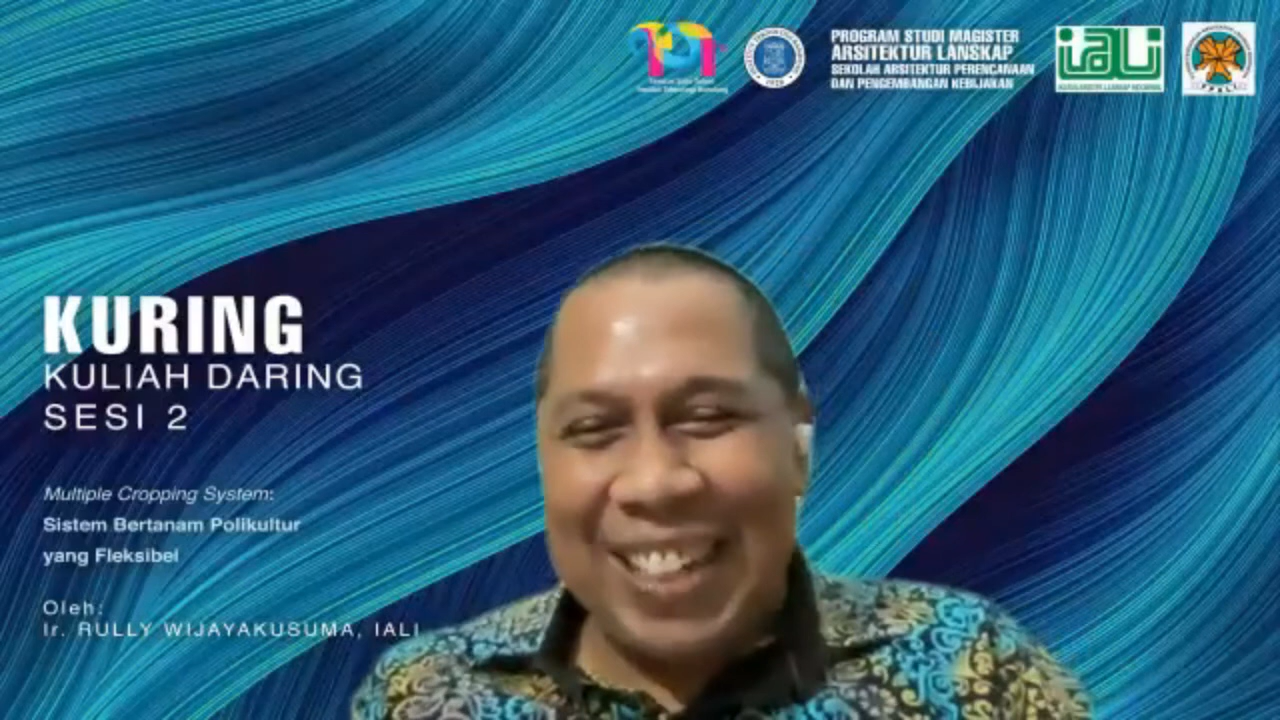 PROGRAM STUDI MAGISTER
ARSITEKTUR LANSKAP
SEKOLAH ARSITEKTUR PERENCANAAN
DAN PENGEMBANGAN KEBIJAKAN
iali
KURING
KULIAH DARING
SESI 2
Multiple Cropping System:
Sistem Bertanam Polikultur
yang Fleksibel
Oleh:
Ir. RULLY WIJAYAKUSUMA, IALI